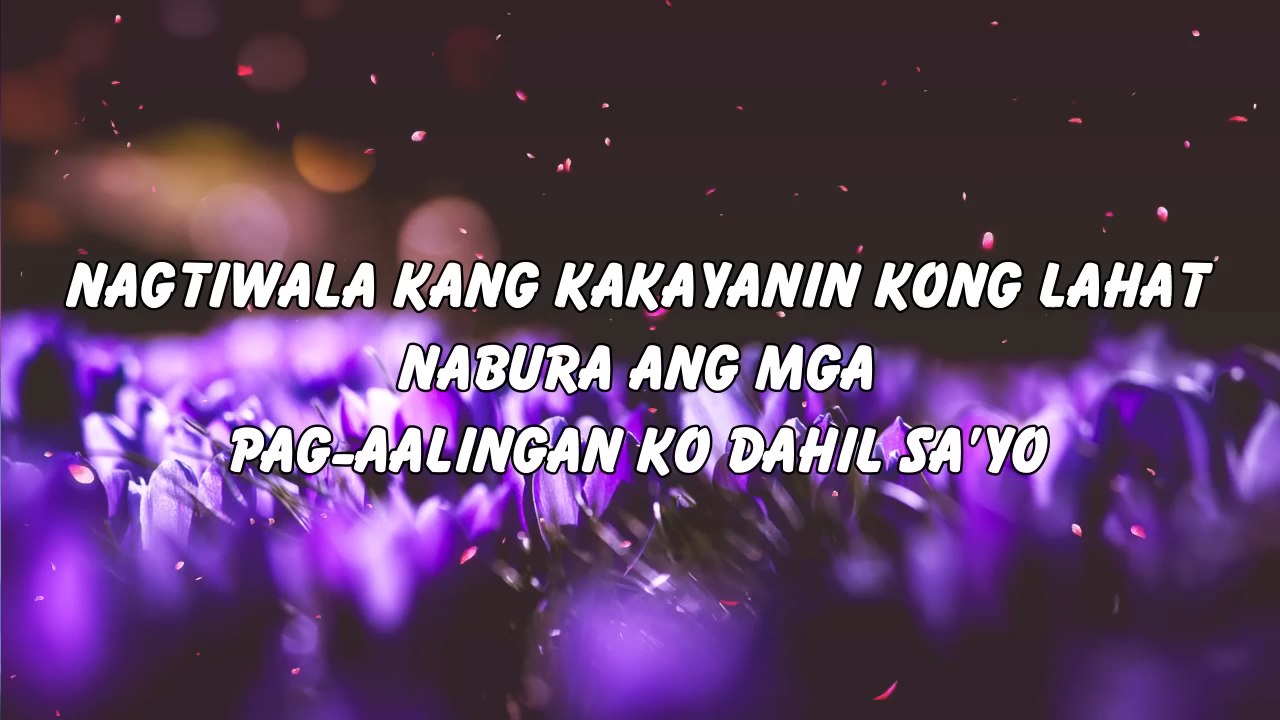 NAGTIWALA KANG KAKAYANIN KONG LAHAT
NABURA ANG MGA
PAG-AALINGAN KO DAHIL SA'YO